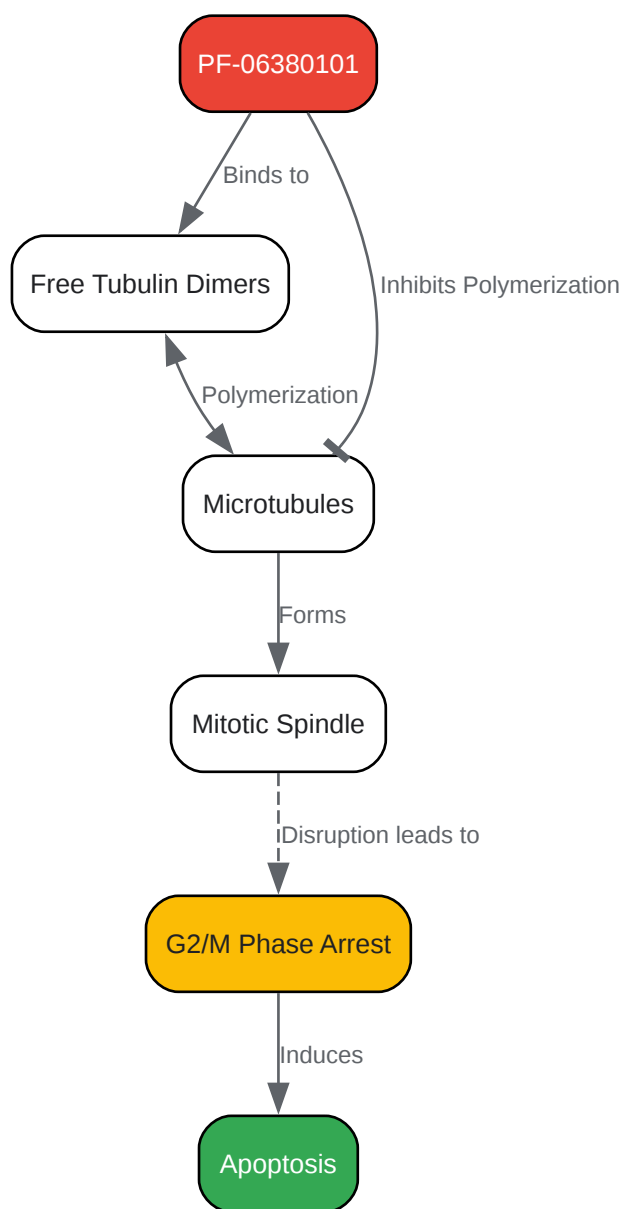 PF-06380101
Binds to
Free Tubulin Dimers
Inhibits Polymerization
Polymerization
Microtubules
Forms
Mitotic Spindle
Disruption leads to
G2/M Phase Arrest
Induces
Apoptosis